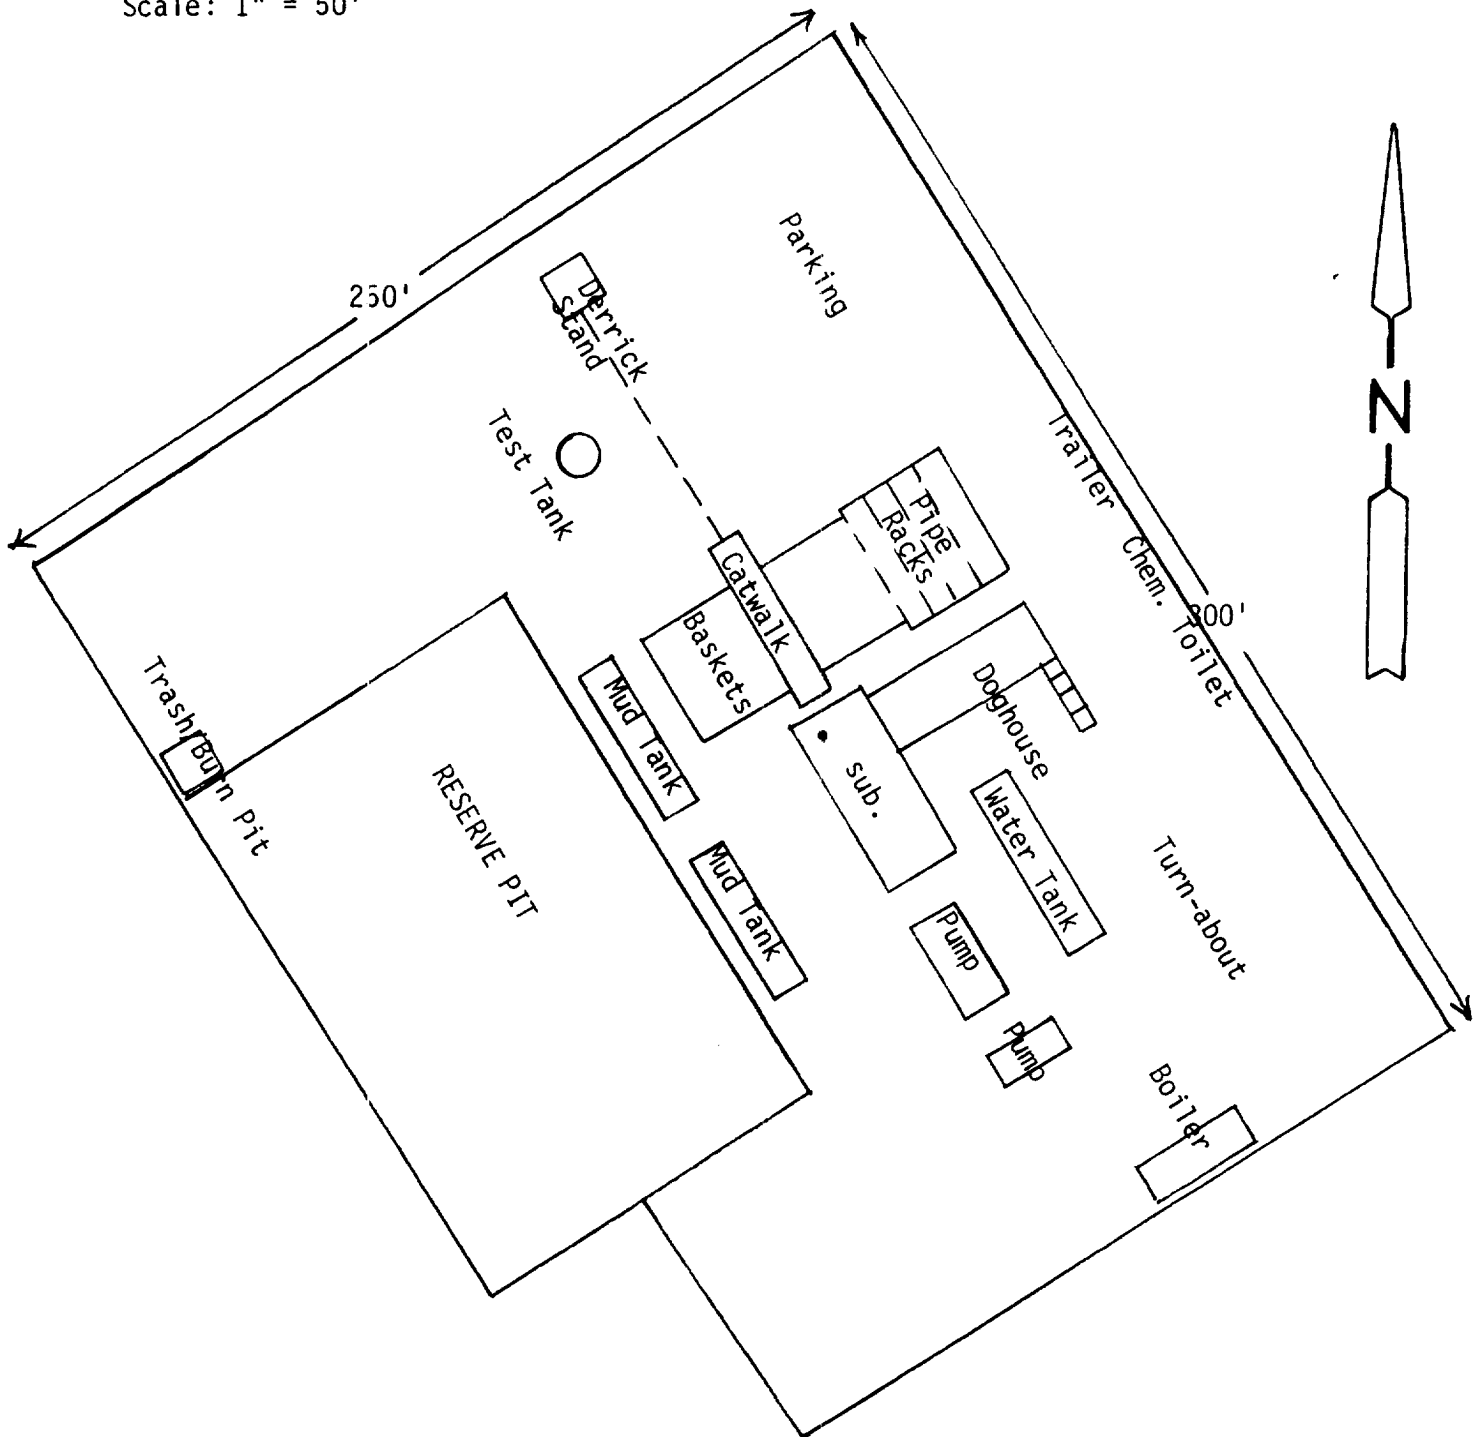 Scale: 1" = 50'
250'
Parking
Derrick
Stand
Test Tank
Trailer
Chem. Toilet
300'
Pipe
Racks
Catwalk
Baskets
Mud Tank
Trash/Burn Pit
RESERVE PIT
Doghouse
sub.
Water Tank
Mud Tank
Turn-about
Pump
Pump
Boiler
N